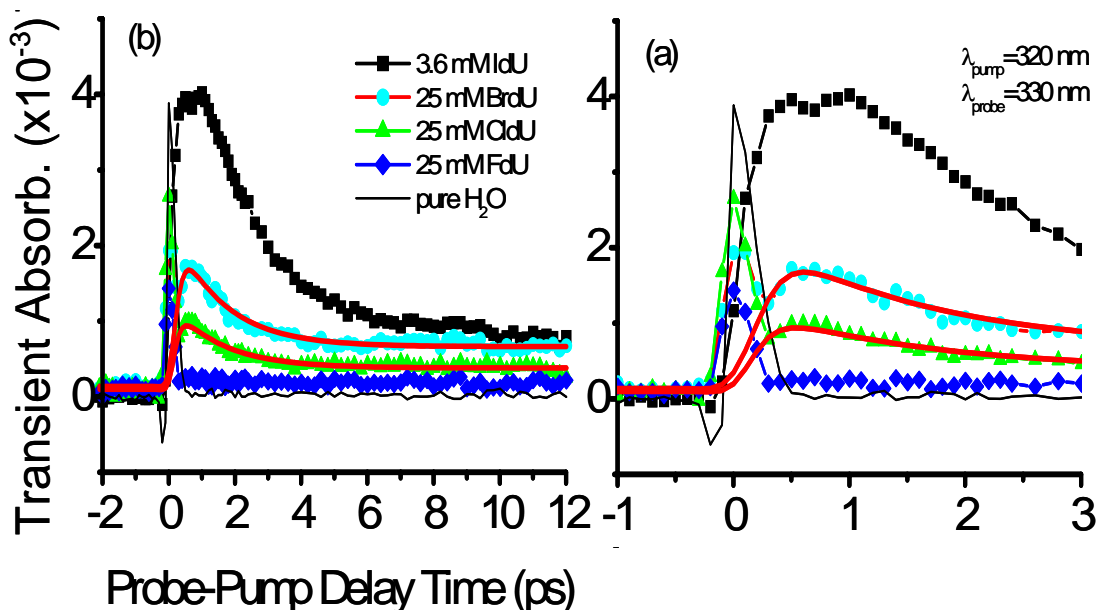 (b)
3.6 mM IdU
25 mM BrdU
25 mM CldU
25 mM FdU
pure H₂O
(a)
λpump=320 nm
λprobe=330 nm
Transient Absorb. (x10⁻³)
4
2
0
4
2
0
-2 0 2 4 6 8 10 12
-1 0 1 2 3
Probe-Pump Delay Time (ps)